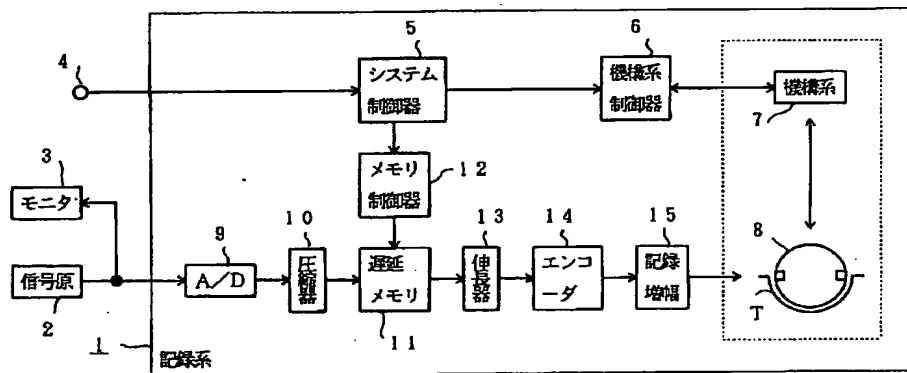 5
システム
制御器
6
機構系
制御器
機構系
7
4
3
モニタ
メモリ
制御器
12
信号原
2
9
A/D
10
圧縮器
遅延
メモリ
11
13
伸長器
14
エンコ
ーダ
15
記録
増幅
8
T
1
記録系